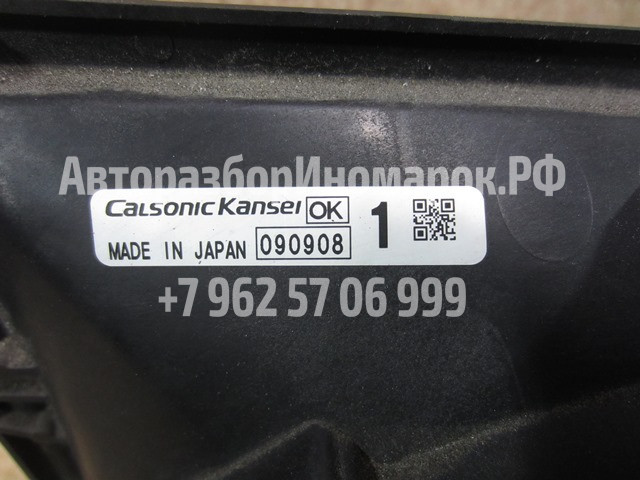 АвторазборИномарок.РФ
Calsonic Kansei OK 1
MADE IN JAPAN 090908
+7 962 57 06 999